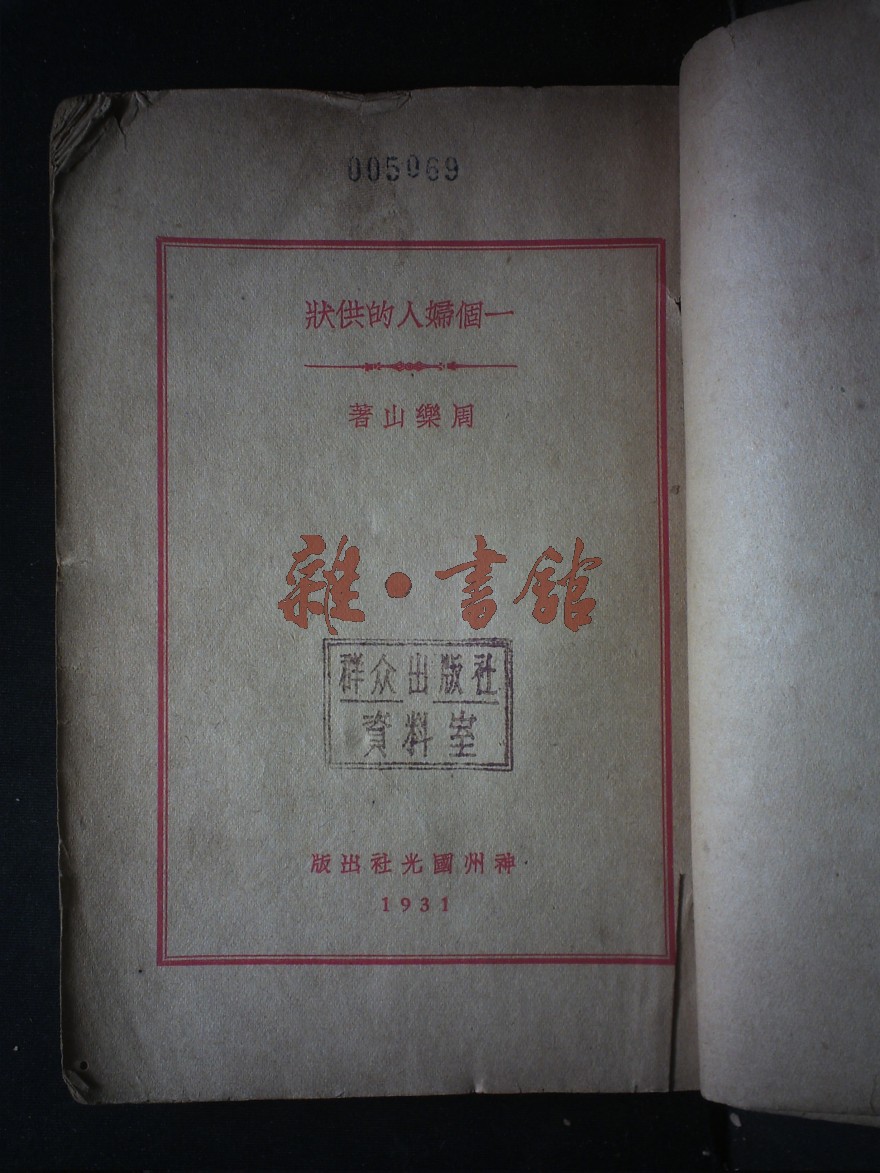 005069
一個婦人的供狀
周樂山著
雜·書館
群众出版社
資料室
神州國光社出版
1931